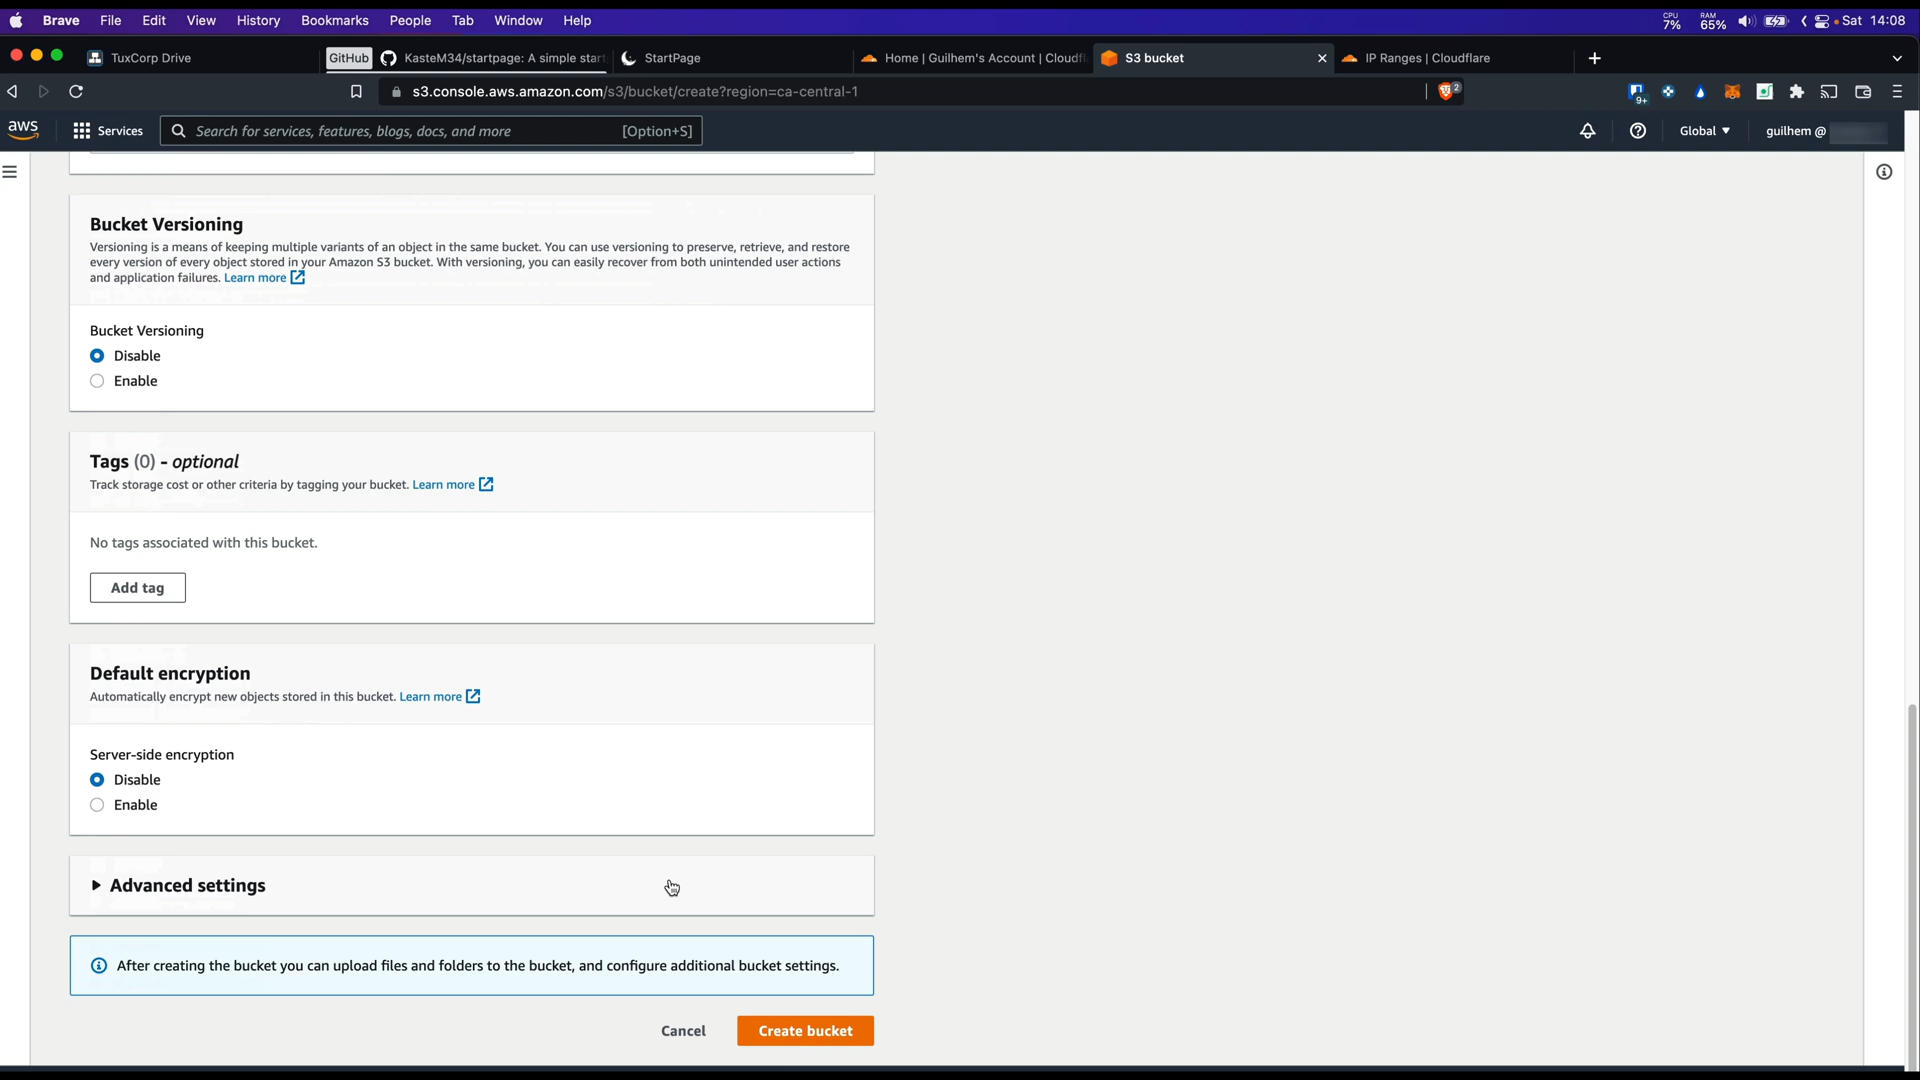 Brave File Edit View History Bookmarks People Tab Window Help
CPU 7% RAM 65% Sat 14:08
TuxCorp Drive
GitHub KasteM34/startpage: A simple star
StartPage
Home | Guilhem's Account | Cloudfl
S3 bucket
IP Ranges | Cloudflare
s3.console.aws.amazon.com/s3/bucket/create?region=ca-central-1
2
9+
aws Services Search for services, features, blogs, docs, and more [Option+S] Global guilhem @
Bucket Versioning
Versioning is a means of keeping multiple variants of an object in the same bucket. You can use versioning to preserve, retrieve, and restore
every version of every object stored in your Amazon S3 bucket. With versioning, you can easily recover from both unintended user actions
and application failures. Learn more
Bucket Versioning
Disable
Enable
Tags (0) - optional
Track storage cost or other criteria by tagging your bucket. Learn more
No tags associated with this bucket.
Add tag
Default encryption
Automatically encrypt new objects stored in this bucket. Learn more
Server-side encryption
Disable
Enable
Advanced settings
After creating the bucket you can upload files and folders to the bucket, and configure additional bucket settings.
Cancel Create bucket